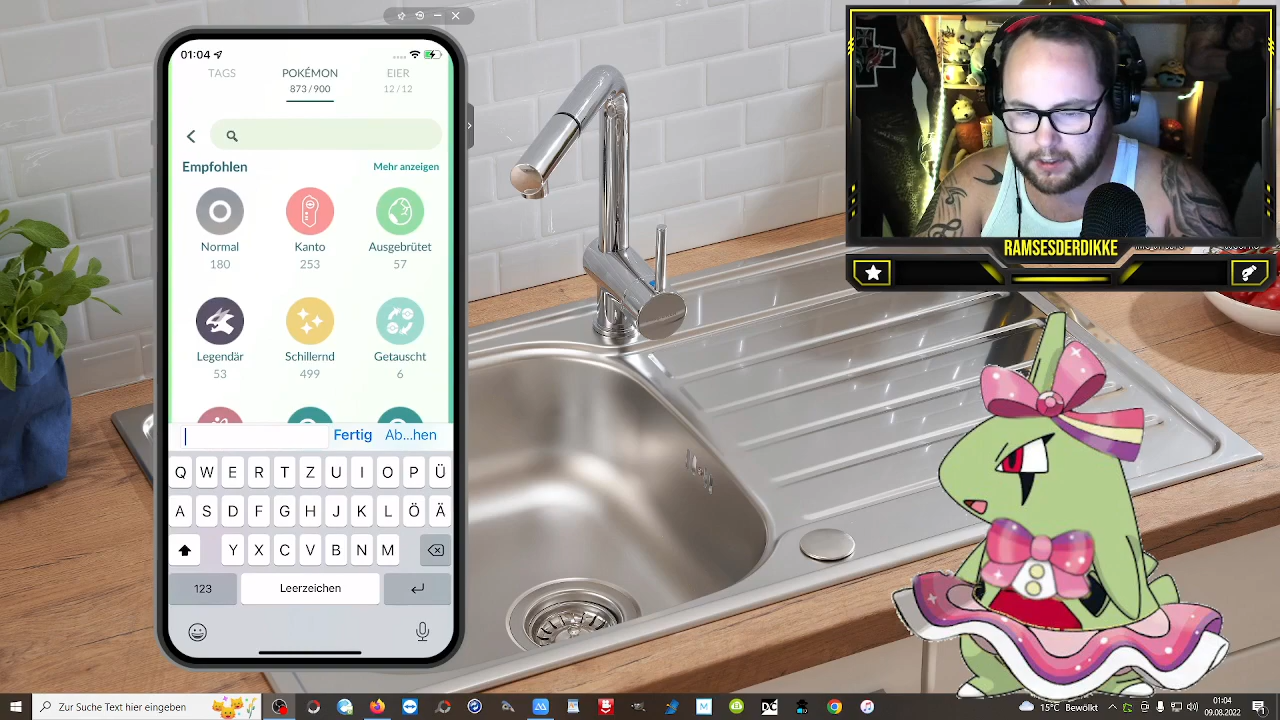 01:04
TAGS
POKÉMON
EIER
873 / 900
12 / 12
Empfohlen
Mehr anzeigen
Normal
Kanto
Ausgebrütet
180
253
57
Legendär
Schillernd
Getauscht
53
499
6
Fertig
Ab...hen
Q W E R T Z U I O P Ü
A S D F G H J K L Ö Ä
Y X C V B N M
123
Leerzeichen
RAMSESDERDIKKE
Zur Suche Text hier eingeben
15°C Bewölkt
01:04
09.08.2022